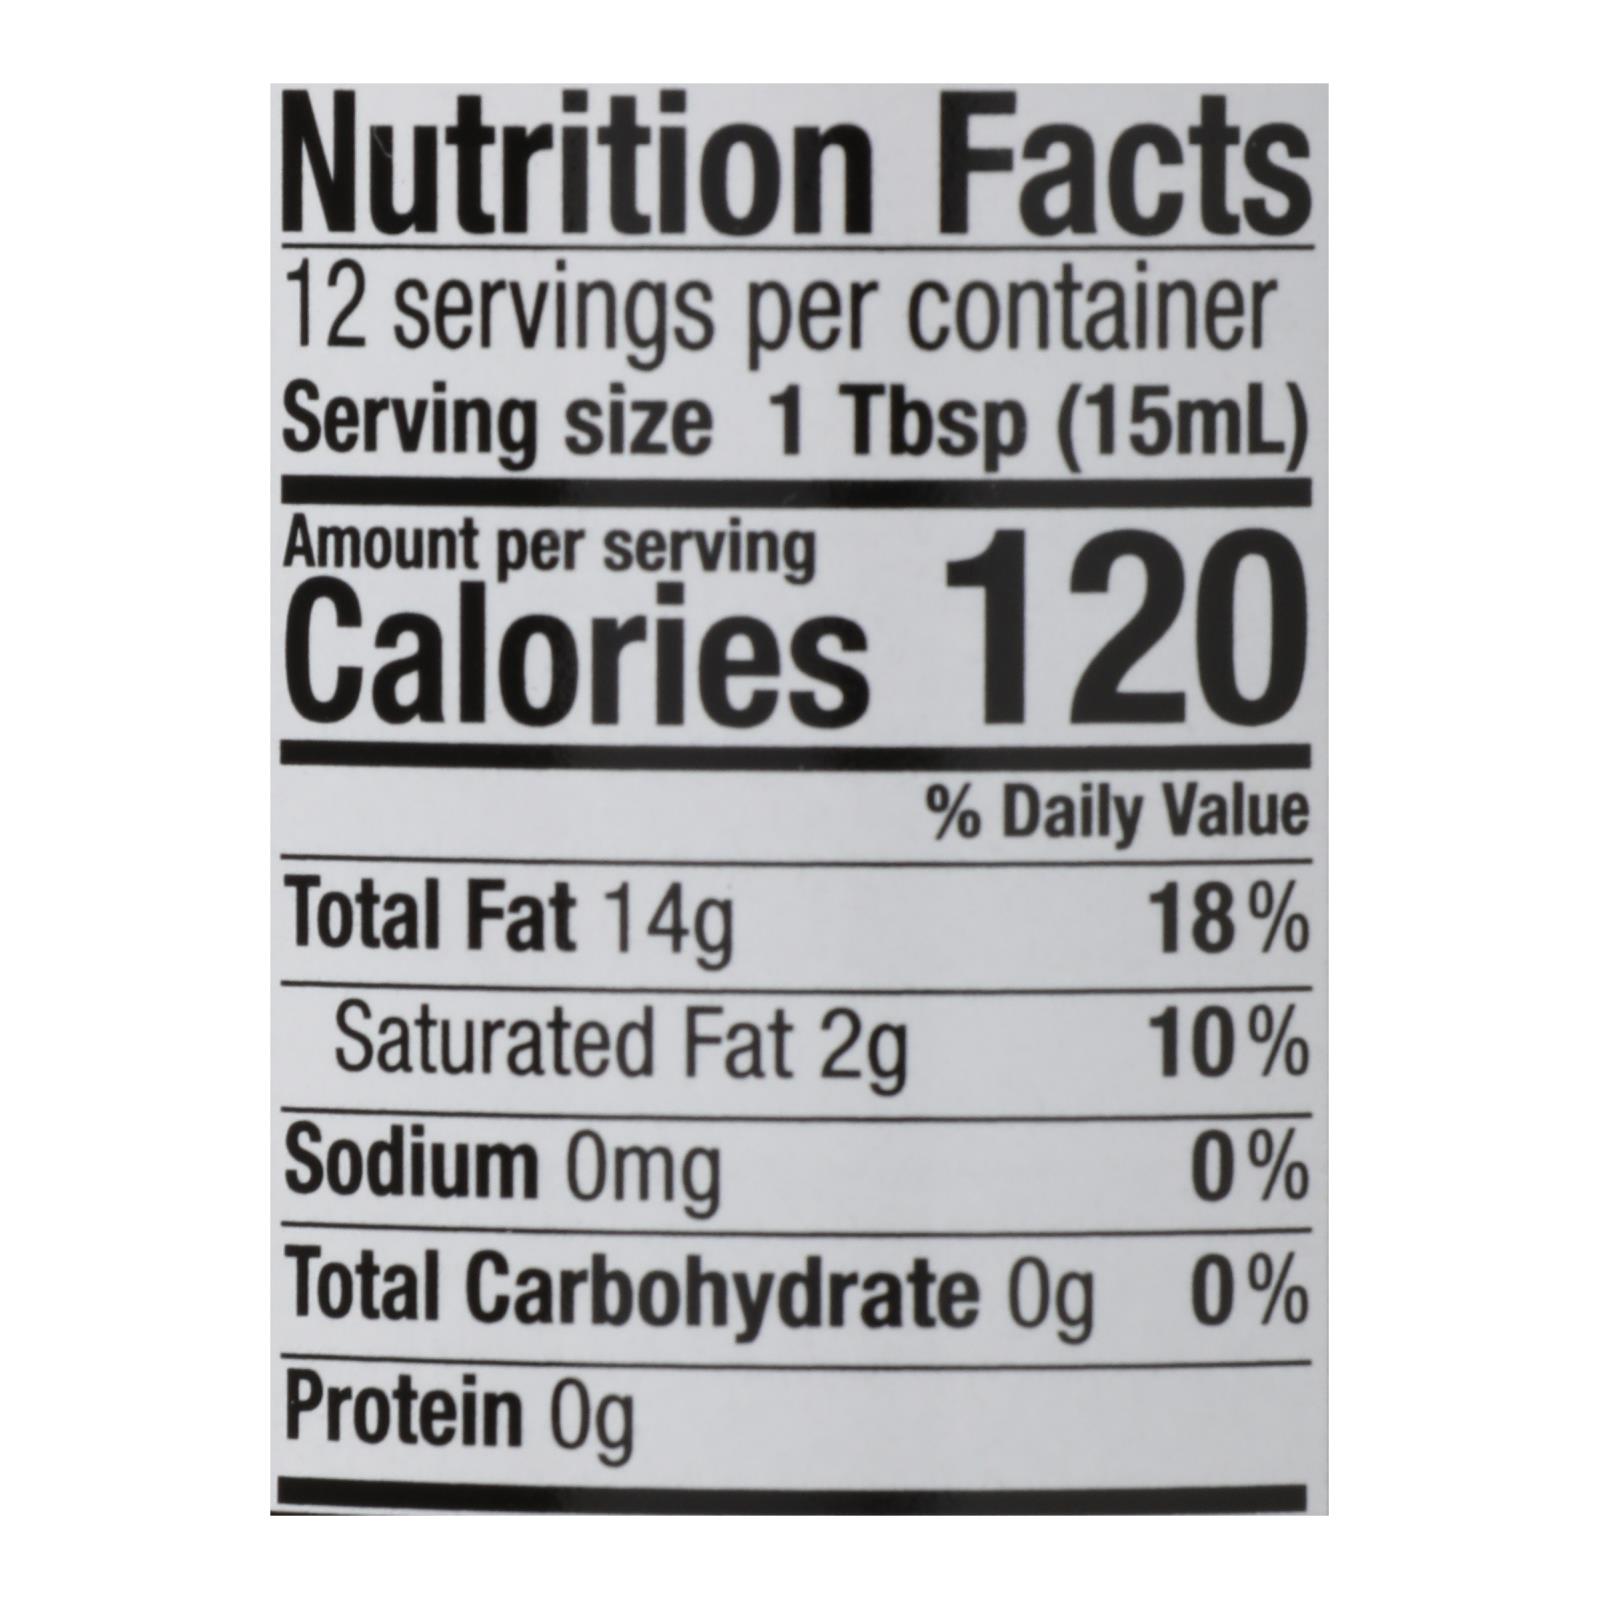 Nutrition Facts
12 servings per container
Serving size 1 Tbsp (15mL)
Amount per serving
Calories 120
% Daily Value
Total Fat 14g 18%
Saturated Fat 2g 10%
Sodium 0mg 0%
Total Carbohydrate 0g 0%
Protein 0g